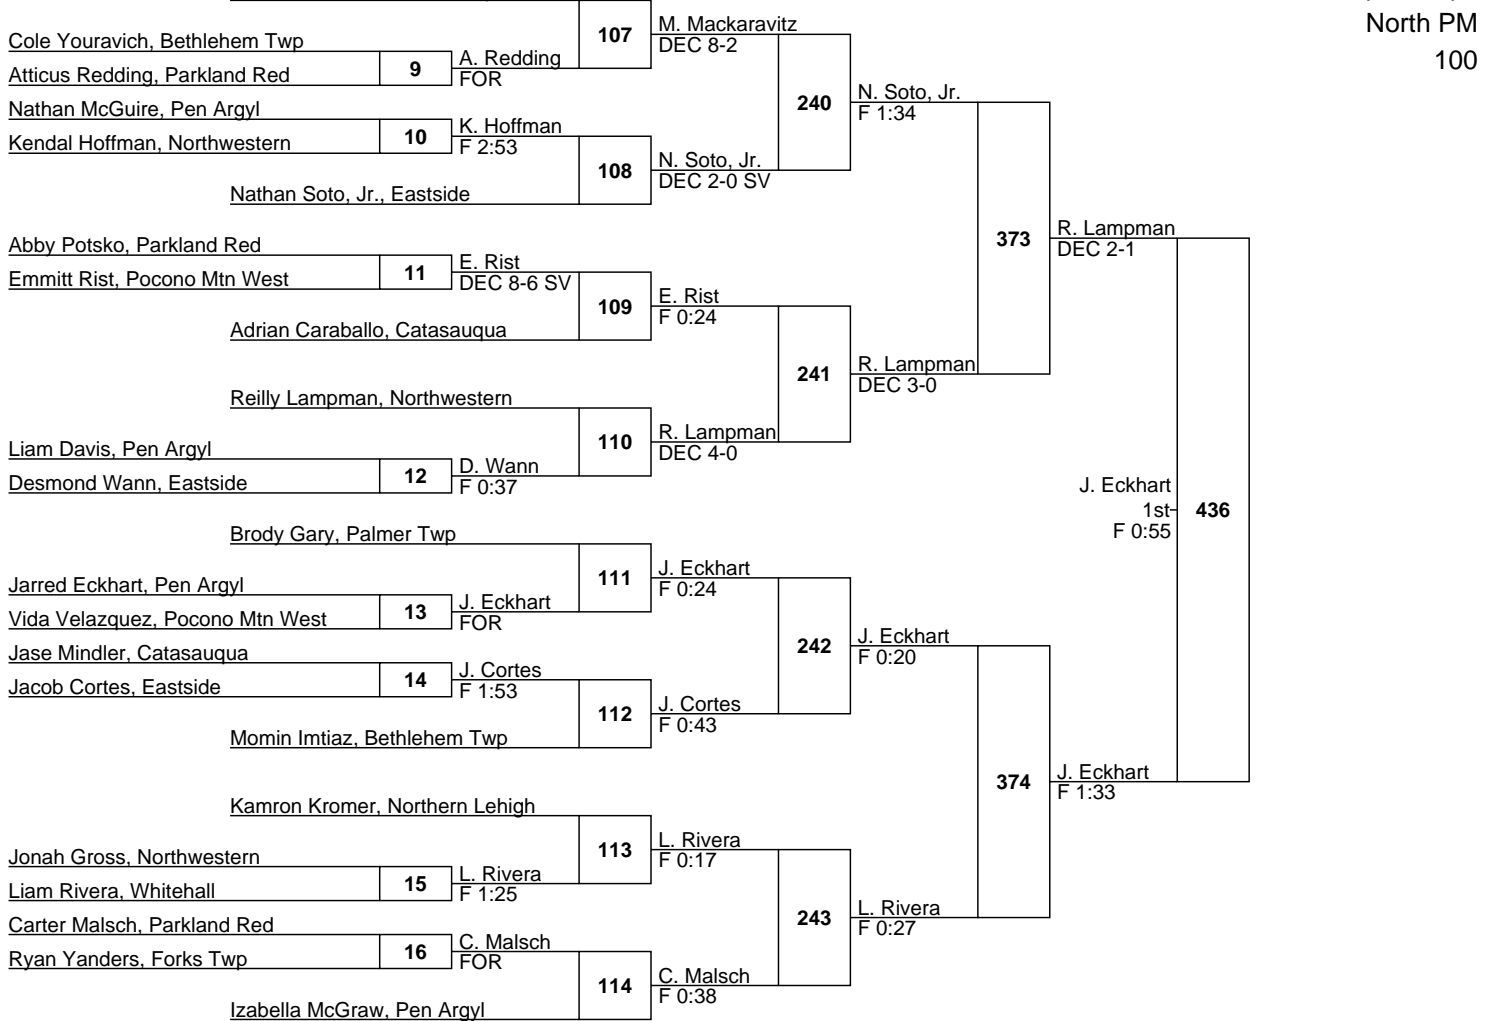 North PM
100
107
M. Mackaravitz
DEC 8-2
Cole Youravich, Bethlehem Twp
Atticus Redding, Parkland Red
9
A. Redding
FOR
240
N. Soto, Jr.
F 1:34
Nathan McGuire, Pen Argyl
Kendal Hoffman, Northwestern
10
K. Hoffman
F 2:53
108
N. Soto, Jr.
DEC 2-0 SV
Nathan Soto, Jr., Eastside
373
R. Lampman
DEC 2-1
Abby Potsko, Parkland Red
Emmitt Rist, Pocono Mtn West
11
E. Rist
DEC 8-6 SV
109
E. Rist
F 0:24
Adrian Caraballo, Catasauqua
241
R. Lampman
DEC 3-0
Reilly Lampman, Northwestern
110
R. Lampman
DEC 4-0
Liam Davis, Pen Argyl
Desmond Wann, Eastside
12
D. Wann
F 0:37
J. Eckhart
1st
F 0:55
436
Brody Gary, Palmer Twp
111
J. Eckhart
F 0:24
Jarred Eckhart, Pen Argyl
Vida Velazquez, Pocono Mtn West
13
J. Eckhart
FOR
242
J. Eckhart
F 0:20
Jase Mindler, Catasauqua
Jacob Cortes, Eastside
14
J. Cortes
F 1:53
112
J. Cortes
F 0:43
Momin Imtiaz, Bethlehem Twp
374
J. Eckhart
F 1:33
Kamron Kromer, Northern Lehigh
113
L. Rivera
F 0:17
Jonah Gross, Northwestern
Liam Rivera, Whitehall
15
L. Rivera
F 1:25
243
L. Rivera
F 0:27
Carter Malsch, Parkland Red
Ryan Yanders, Forks Twp
16
C. Malsch
FOR
114
C. Malsch
F 0:38
Izabella McGraw, Pen Argyl